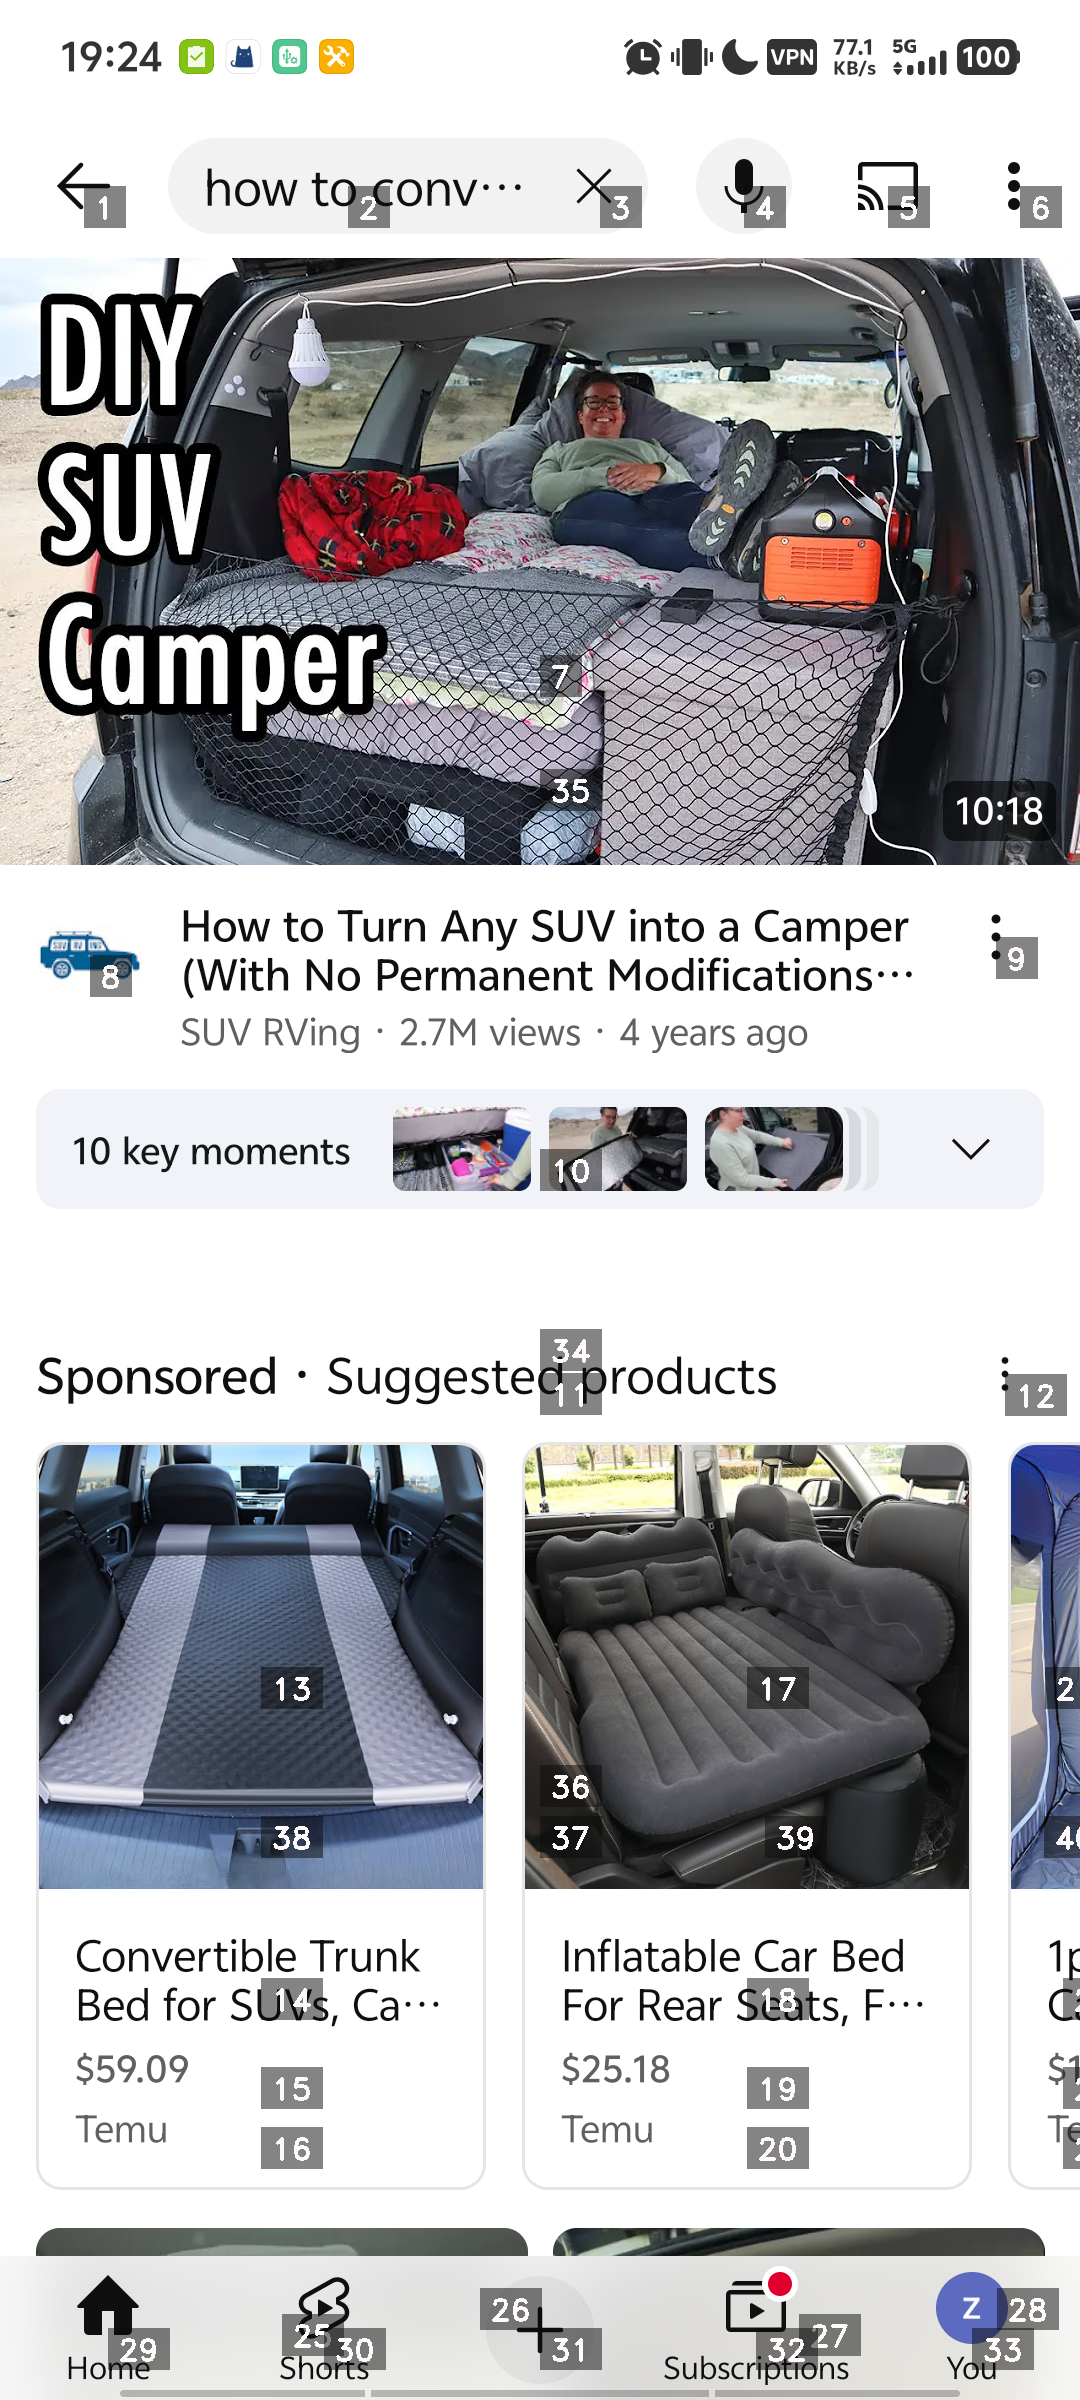 19:24
VPN
77.1
KB/s
5G
100
how to conv...
1
2
3
4
5
6
DIY
SUV
Camper
7
35
10:18
How to Turn Any SUV into a Camper
(With No Permanent Modifications...
SUV RVing · 2.7M views · 4 years ago
8
9
10 key moments
10
34
Sponsored · Suggested products
11
12
13
17
2
36
38
37
39
Convertible Trunk
Bed for SUVs, Ca...
14
$59.09
15
Temu
16
Inflatable Car Bed
For Rear Seats, F...
18
$25.18
19
Temu
20
Z
26
28
25
30
31
32
27
33
29
Home
Shorts
Subscriptions
You